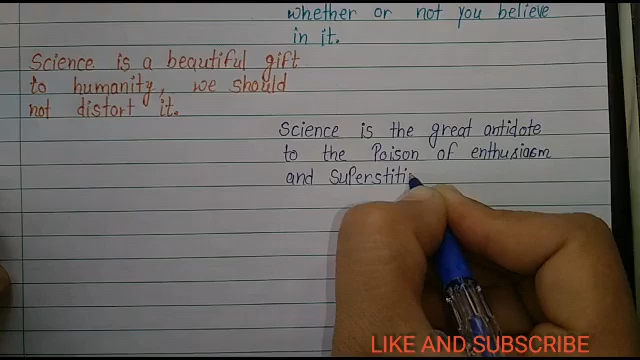 whether or not you believe
in it.
Science is a beautiful gift
to humanity, we should
not distort it.
Science is the great antidote
to the Poison of enthusiasm
and Superstiti
LIKE AND SUBSCRIBE